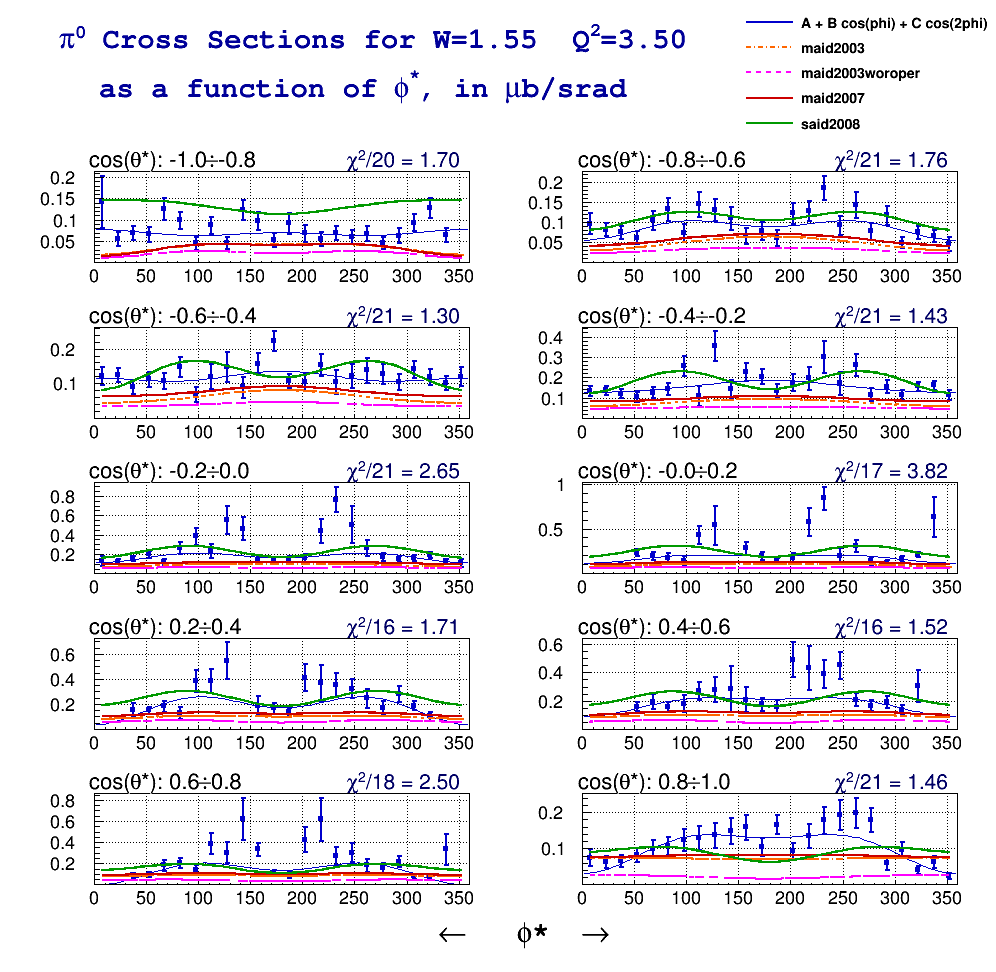 π⁰ Cross Sections for W=1.55 Q²=3.50
as a function of ϕ*, in μb/srad
A + B cos(phi) + C cos(2phi)
maid2003
maid2003woroper
maid2007
said2008
cos(θ*): -1.0÷-0.8 χ²/20 = 1.70
0.2
0.15
0.1
0.05
0 50 100 150 200 250 300 350
cos(θ*): -0.8÷-0.6 χ²/21 = 1.76
0.2
0.15
0.1
0.05
0 50 100 150 200 250 300 350
cos(θ*): -0.6÷-0.4 χ²/21 = 1.30
0.2
0.1
0 50 100 150 200 250 300 350
cos(θ*): -0.4÷-0.2 χ²/21 = 1.43
0.4
0.3
0.2
0.1
0 50 100 150 200 250 300 350
cos(θ*): -0.2÷0.0 χ²/21 = 2.65
0.8
0.6
0.4
0.2
0 50 100 150 200 250 300 350
cos(θ*): -0.0÷0.2 χ²/17 = 3.82
1
0.5
0 50 100 150 200 250 300 350
cos(θ*): 0.2÷0.4 χ²/16 = 1.71
0.6
0.4
0.2
0 50 100 150 200 250 300 350
cos(θ*): 0.4÷0.6 χ²/16 = 1.52
0.6
0.4
0.2
0 50 100 150 200 250 300 350
cos(θ*): 0.6÷0.8 χ²/18 = 2.50
0.8
0.6
0.4
0.2
0 50 100 150 200 250 300 350
cos(θ*): 0.8÷1.0 χ²/21 = 1.46
0.2
0.1
0 50 100 150 200 250 300 350
← ϕ* →